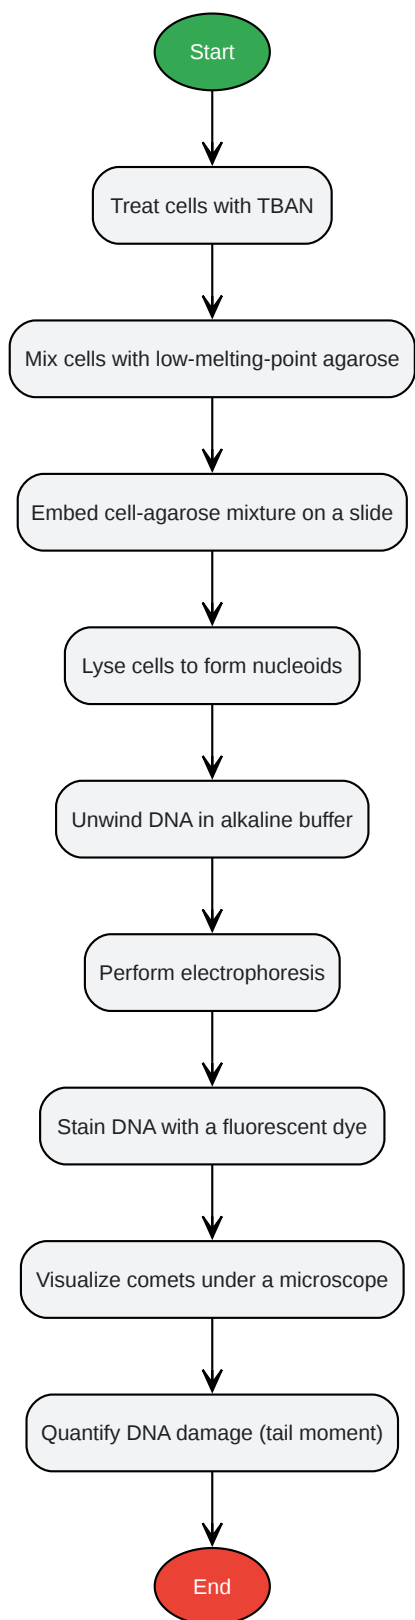 Start
Treat cells with TBAN
Mix cells with low-melting-point agarose
Embed cell-agarose mixture on a slide
Lyse cells to form nucleoids
Unwind DNA in alkaline buffer
Perform electrophoresis
Stain DNA with a fluorescent dye
Visualize comets under a microscope
Quantify DNA damage (tail moment)
End